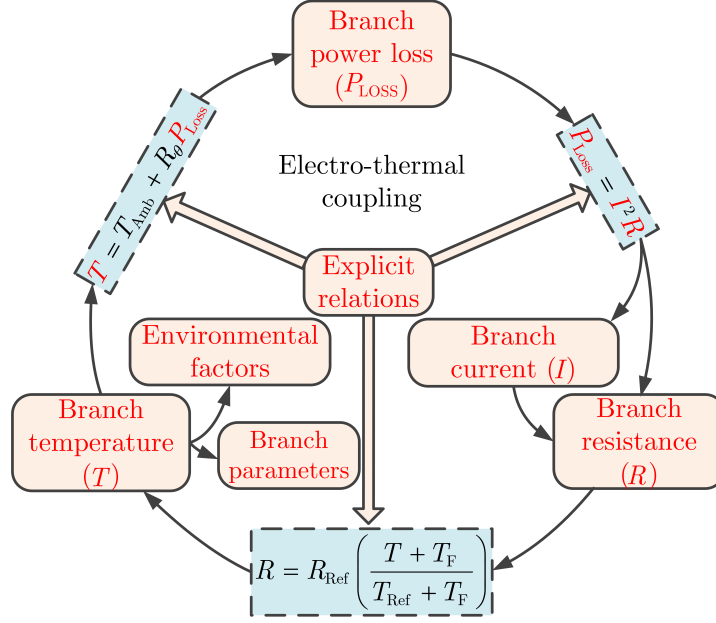 Branch
power loss
(P_LOSS)
T = T_Amb + R_θ P_Loss
P_Loss = I² R
Electro-thermal
coupling
Explicit
relations
Environmental
factors
Branch
current (I)
Branch
temperature
(T)
Branch
parameters
Branch
resistance
(R)
R = R_Ref ( (T + T_F) / (T_Ref + T_F) )